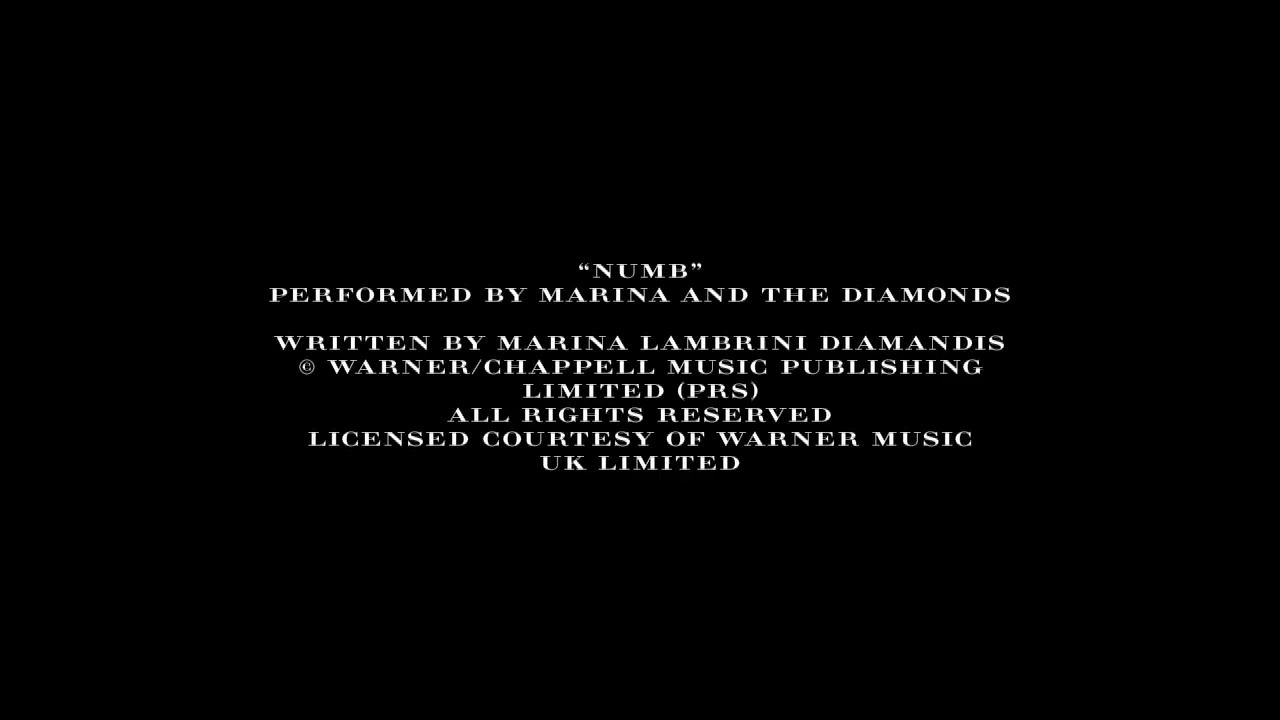 “NUMB”
PERFORMED BY MARINA AND THE DIAMONDS
WRITTEN BY MARINA LAMBRINI DIAMANDIS
© WARNER/CHAPPELL MUSIC PUBLISHING
LIMITED (PRS)
ALL RIGHTS RESERVED
LICENSED COURTESY OF WARNER MUSIC
UK LIMITED